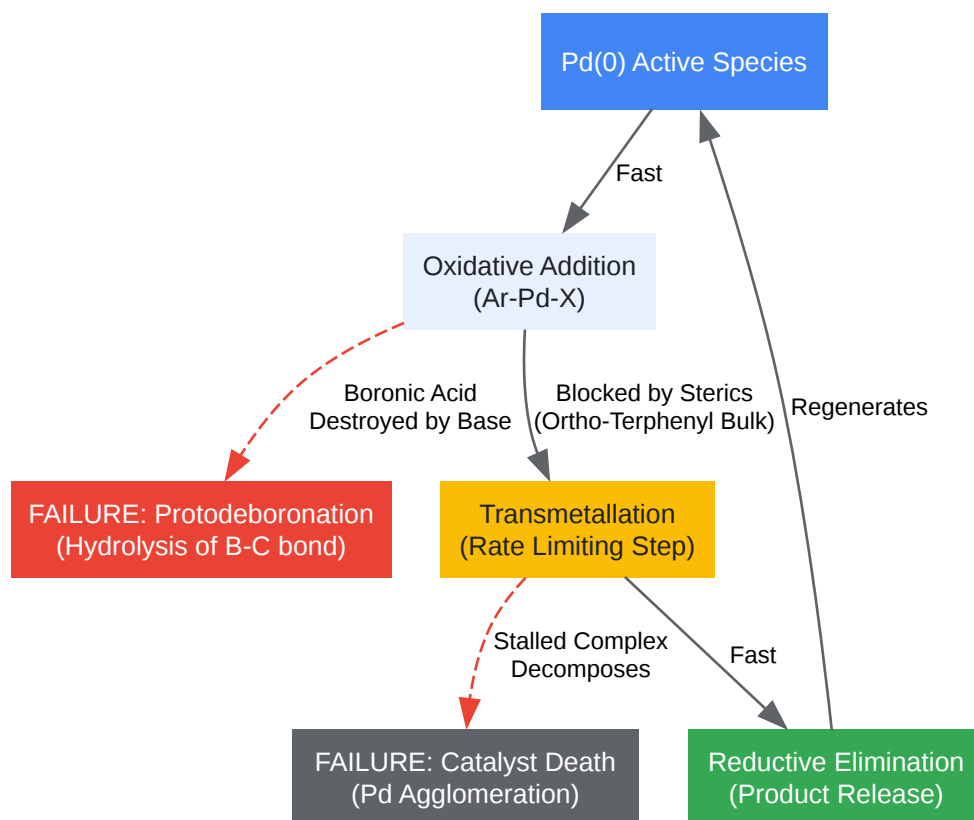 Pd(0) Active Species
Fast
Oxidative Addition
(Ar-Pd-X)
Boronic Acid
Destroyed by Base
Blocked by Sterics
(Ortho-Terphenyl Bulk)
Regenerates
FAILURE: Protodeboronation
(Hydrolysis of B-C bond)
Transmetallation
(Rate Limiting Step)
Stalled Complex
Decomposes
Fast
FAILURE: Catalyst Death
(Pd Agglomeration)
Reductive Elimination
(Product Release)